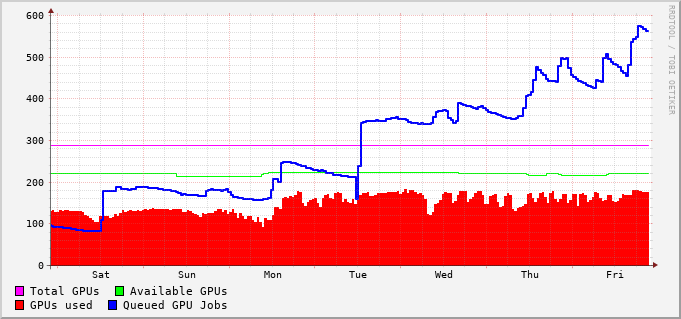 600
500
400
300
200
100
0
Sat Sun Mon Tue Wed Thu Fri
Total GPUs Available GPUs
GPUs used Queued GPU Jobs
RRDTOOL / TOBI OETIKER